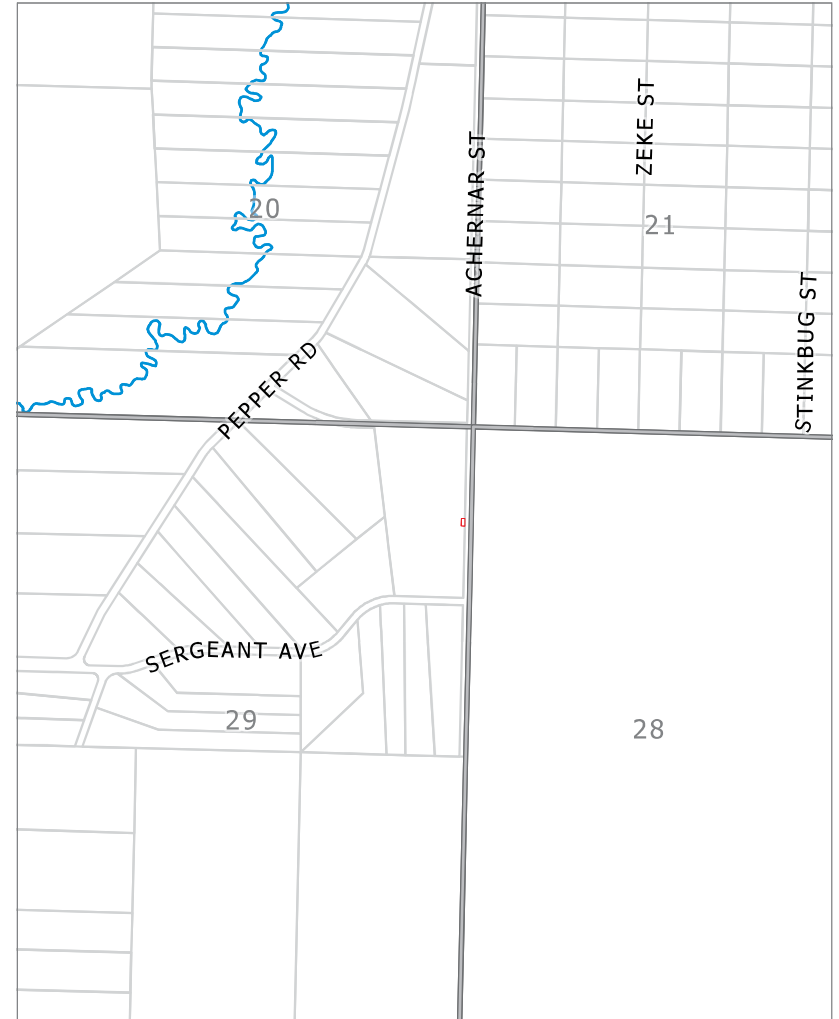 ZEKE ST
ACHERNAR ST
20
21
STINKBUG ST
PEPPER RD
SERGEANT AVE
29
28